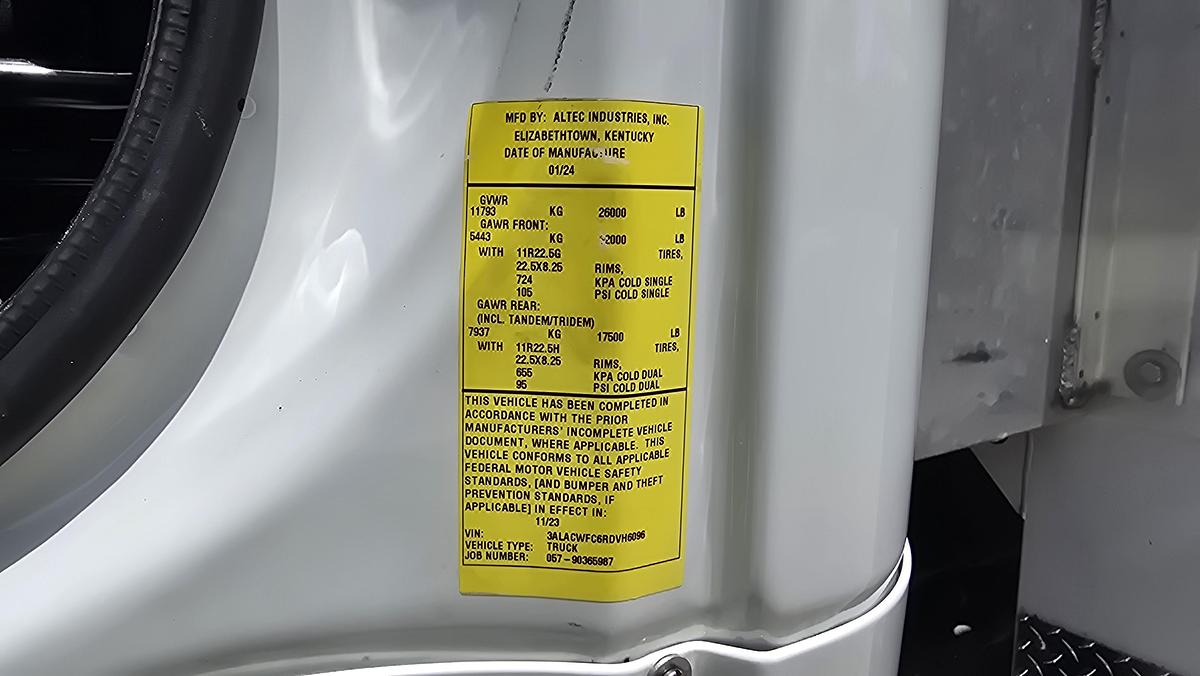 MFD BY: ALTEC INDUSTRIES, INC.
ELIZABETHTOWN, KENTUCKY
DATE OF MANUFACTURE
01/24
GVWR
11793 KG 26000 LB
GAWR FRONT:
5443 KG 12000 LB
WITH 11R22.5G TIRES,
22.5X8.25 RIMS,
724 KPA COLD SINGLE
105 PSI COLD SINGLE
GAWR REAR:
(INCL. TANDEM/TRIDEM)
7937 KG 17500 LB
WITH 11R22.5H TIRES,
22.5X8.25 RIMS,
655 KPA COLD DUAL
95 PSI COLD DUAL
THIS VEHICLE HAS BEEN COMPLETED IN
ACCORDANCE WITH THE PRIOR
MANUFACTURERS' INCOMPLETE VEHICLE
DOCUMENT, WHERE APPLICABLE. THIS
VEHICLE CONFORMS TO ALL APPLICABLE
FEDERAL MOTOR VEHICLE SAFETY
STANDARDS, [AND BUMPER AND THEFT
PREVENTION STANDARDS, IF
APPLICABLE] IN EFFECT IN:
11/23
VIN: 3ALACWFC6RDVH6096
VEHICLE TYPE: TRUCK
JOB NUMBER: 057-90365987